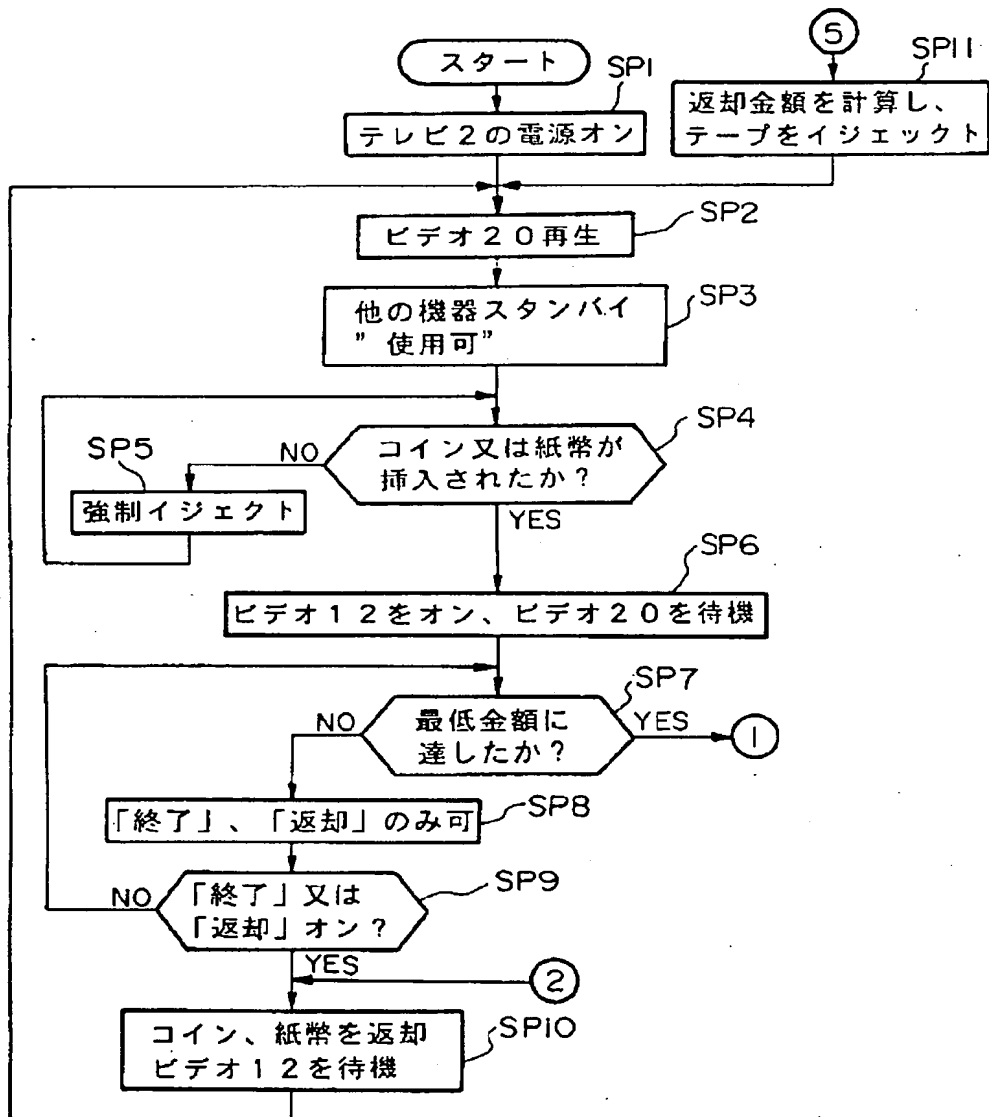 スタート
SP1
テレビ2の電源オン
5
SP11
返却金額を計算し、
テープをイジェックト
SP2
ビデオ20再生
SP3
他の機器スタンバイ
"使用可"
SP4
コイン又は紙幣が
挿入されたか?
NO
YES
SP5
強制イジェクト
SP6
ビデオ12をオン、ビデオ20を待機
SP7
最低金額に
達したか?
NO
YES
1
SP8
「終了」、「返却」のみ可
SP9
「終了」又は
「返却」オン?
NO
YES
2
SP10
コイン、紙幣を返却
ビデオ12を待機